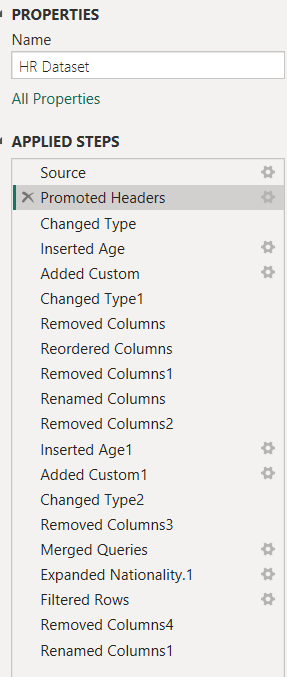 PROPERTIES
Name
HR Dataset
All Properties
APPLIED STEPS
Source
Promoted Headers
Changed Type
Inserted Age
Added Custom
Changed Type1
Removed Columns
Reordered Columns
Removed Columns1
Renamed Columns
Removed Columns2
Inserted Age1
Added Custom1
Changed Type2
Removed Columns3
Merged Queries
Expanded Nationality.1
Filtered Rows
Removed Columns4
Renamed Columns1